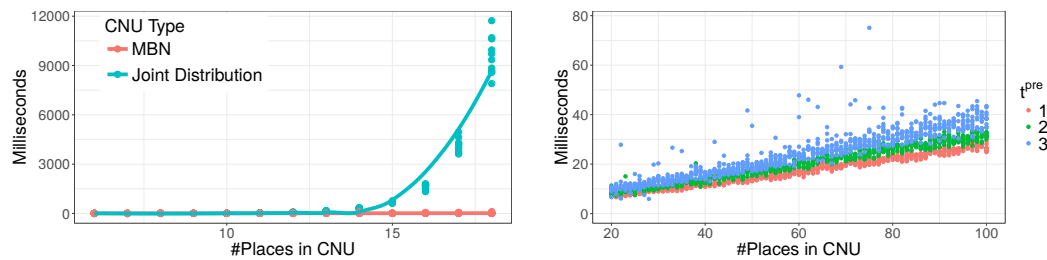 12000
9000
6000
3000
0
Milliseconds
CNU Type
MBN
Joint Distribution
10
15
#Places in CNU
80
60
40
20
0
Milliseconds
20
40
60
80
100
#Places in CNU
t^pre
1
2
3